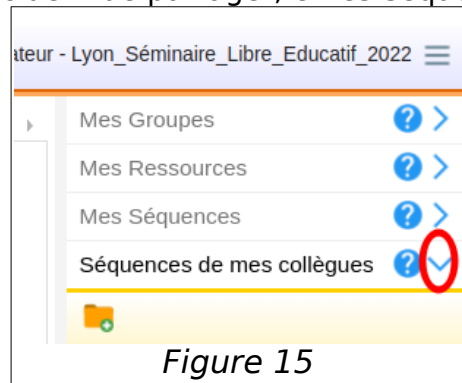 ateur - Lyon_Séminaire_Libre_Educatif_2022
Mes Groupes
Mes Ressources
Mes Séquences
Séquences de mes collègues
Figure 15